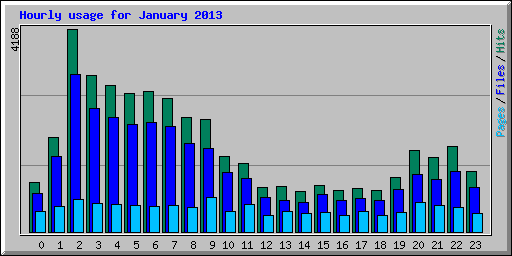 Hourly usage for January 2013
4188
Pages/Files/Hits
0 1 2 3 4 5 6 7 8 9 10 11 12 13 14 15 16 17 18 19 20 21 22 23